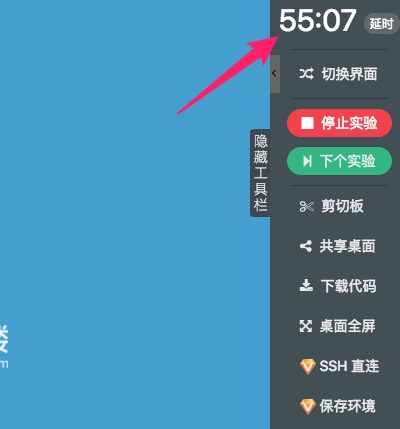 55:07 延时
切换界面
停止实验
下个实验
隐藏工具栏
剪切板
共享桌面
下载代码
桌面全屏
SSH 直连
保存环境